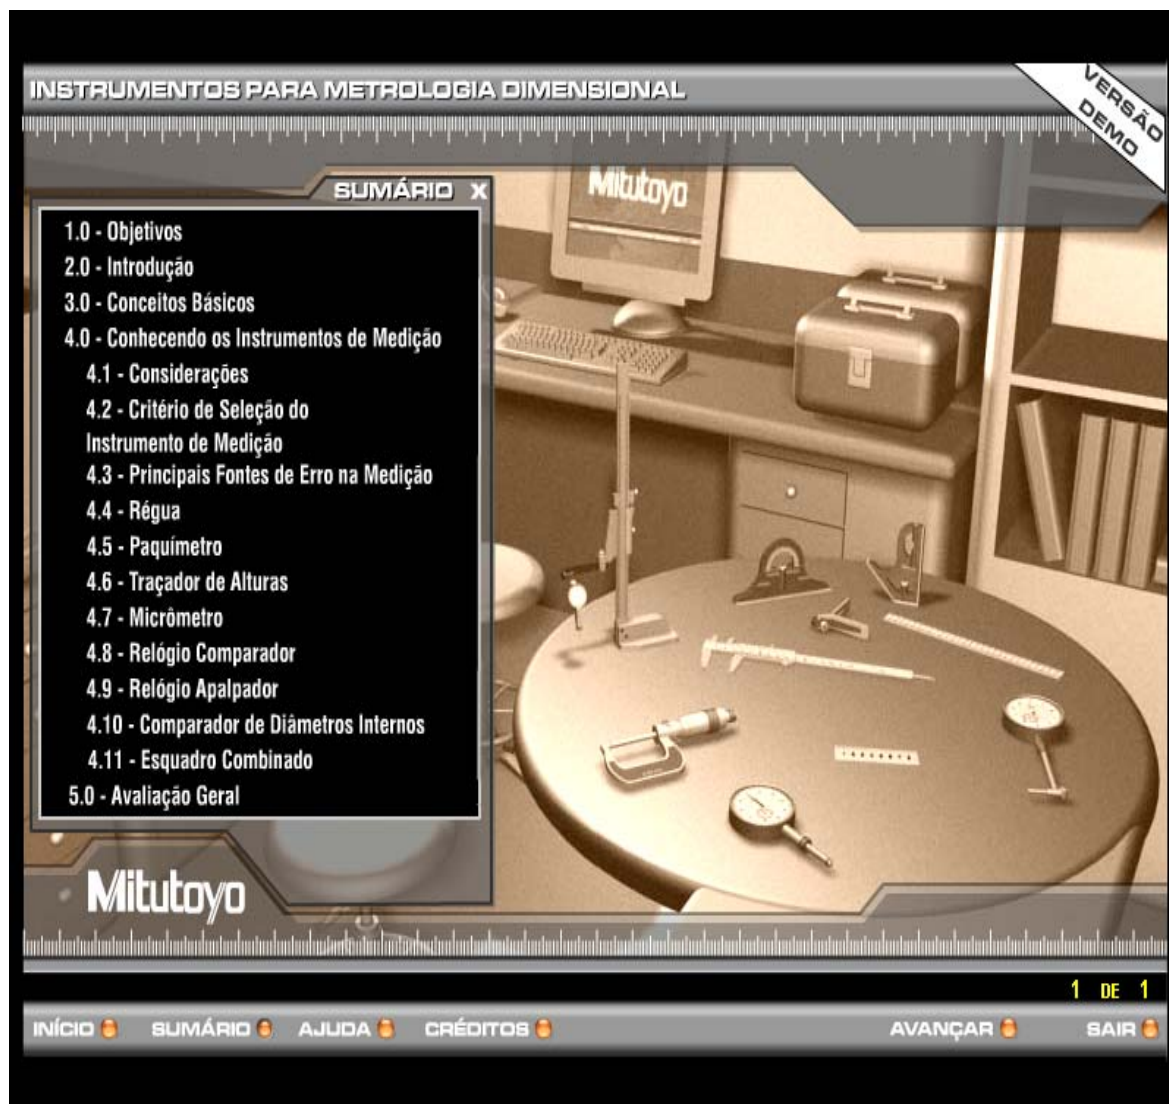 INSTRUMENTOS PARA METROLOGIA DIMENSIONAL
VERSÃO
DEMO
Mitutoyo
SUMÁRIO X
1.0 - Objetivos
2.0 - Introdução
3.0 - Conceitos Básicos
4.0 - Conhecendo os Instrumentos de Medição
4.1 - Considerações
4.2 - Critério de Seleção do
Instrumento de Medição
4.3 - Principais Fontes de Erro na Medição
4.4 - Régua
4.5 - Paquímetro
4.6 - Traçador de Alturas
4.7 - Micrômetro
4.8 - Relógio Comparador
4.9 - Relógio Apalpador
4.10 - Comparador de Diâmetros Internos
4.11 - Esquadro Combinado
5.0 - Avaliação Geral
Mitutoyo
1 DE 1
INÍCIO SUMÁRIO AJUDA CRÉDITOS AVANÇAR SAIR